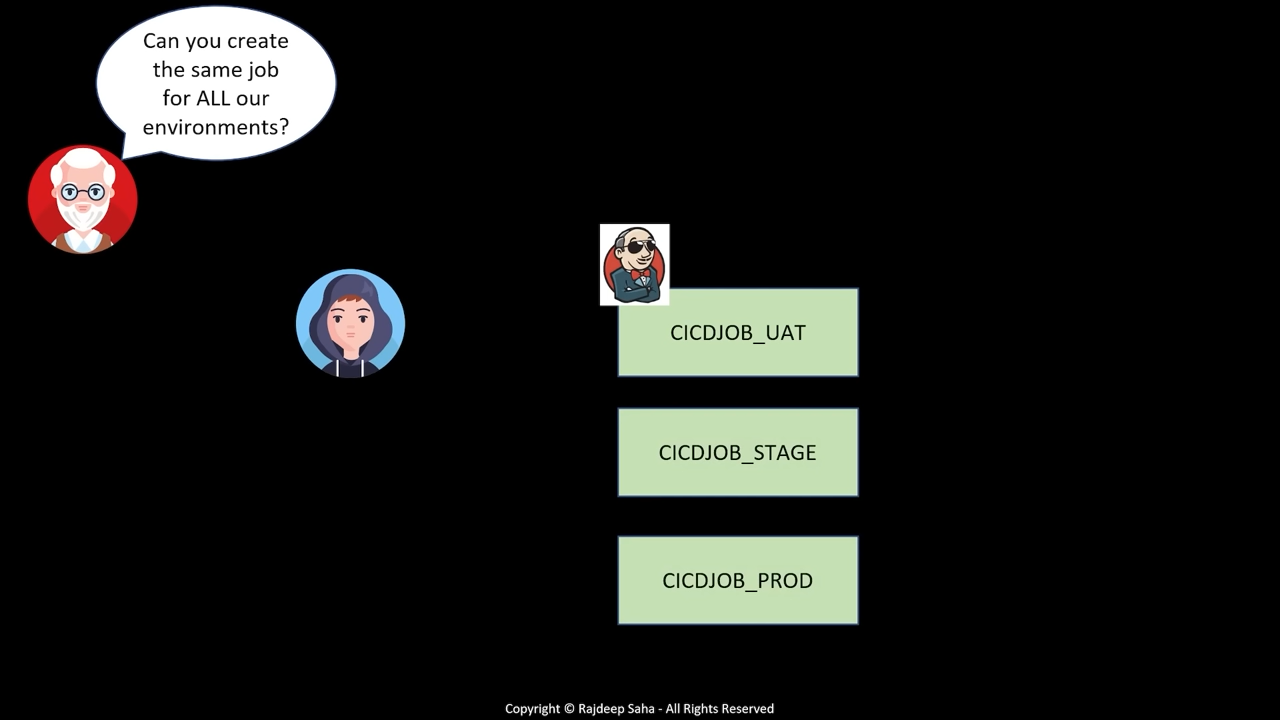 Can you create
the same job
for ALL our
environments?
CICDJOB_UAT
CICDJOB_STAGE
CICDJOB_PROD
Copyright © Rajdeep Saha - All Rights Reserved